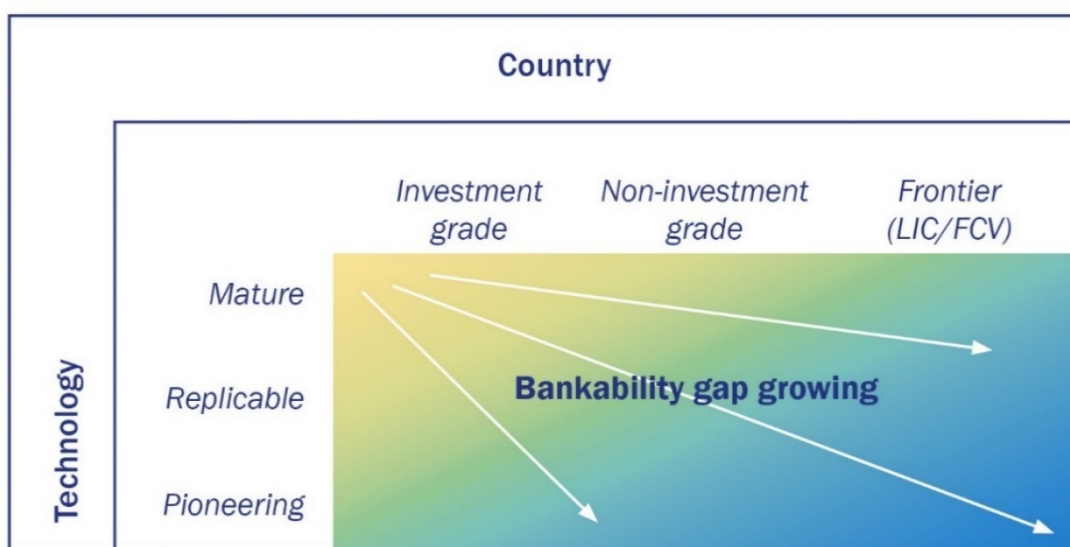 Country
Investment
grade
Non-investment
grade
Frontier
(LIC/FCV)
Technology
Mature
Replicable
Pioneering
Bankability gap growing